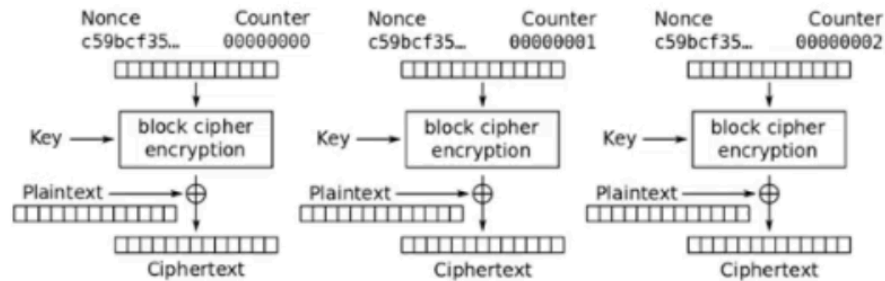 Nonce Counter Nonce Counter Nonce Counter
c59bcf35… 00000000 c59bcf35… 00000001 c59bcf35… 00000002
Key block cipher encryption Key block cipher encryption Key block cipher encryption
Plaintext Plaintext Plaintext
Ciphertext Ciphertext Ciphertext